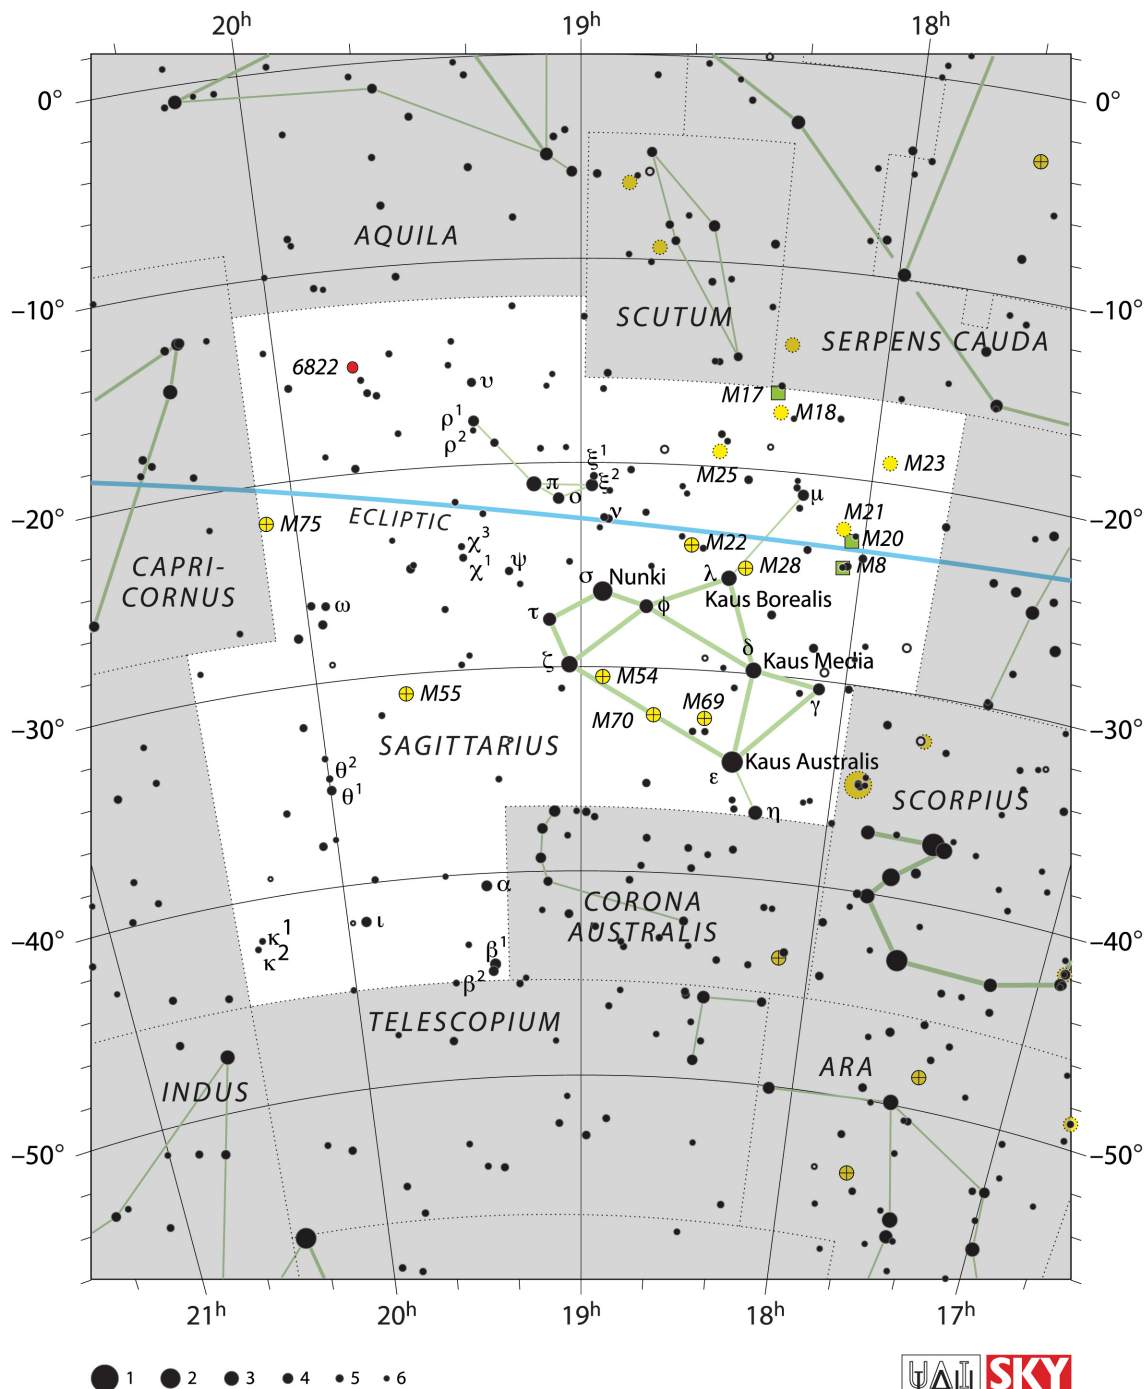 20h 19h 18h
0° 0°
AQUILA
–10° –10°
SCUTUM
SERPENS CAUDA
6822
υ
M17
M18
ρ1
ρ2
ξ1
M25
M23
π
ο
ξ2
μ
ν
–20° –20°
M75
ECLIPTIC
M21
M20
χ3
M22
χ1
ψ
M28
M8
CAPRI-
CORNUS
σ Nunki
λ
Kaus Borealis
ω
τ
φ
ζ
δ
Kaus Media
M54
M55
M69
M70
γ
–30° –30°
SAGITTARIUS
Kaus Australis
ε
θ2
θ1
SCORPIUS
η
α
CORONA
AUSTRALIS
ι
κ1
κ2
–40° –40°
β1
β2
TELESCOPIUM
ARA
INDUS
–50° –50°
21h 20h 19h 18h 17h
1 2 3 4 5 6
IAU SKY